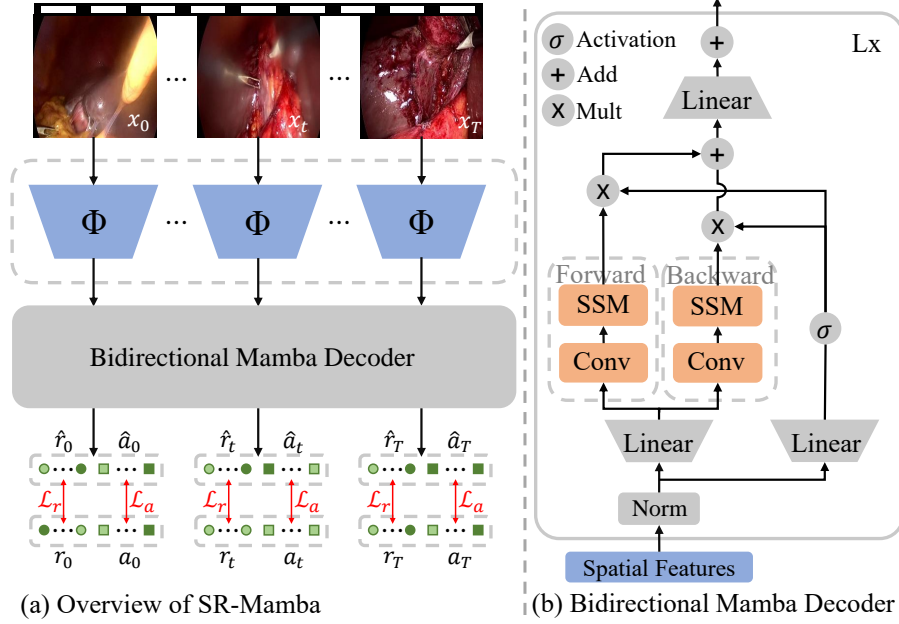 x_0 ... x_t ... x_T
Φ ... Φ ... Φ
Bidirectional Mamba Decoder
r̂_0 â_0 r̂_t â_t r̂_T â_T
ℒ_r ℒ_a ℒ_r ℒ_a ℒ_r ℒ_a
r_0 a_0 r_t a_t r_T a_T
(a) Overview of SR-Mamba
σ Activation
+ Add
x Mult
Lx
+
Linear
+
x
x
Forward Backward
SSM SSM
σ
Conv Conv
Linear Linear
Norm
Spatial Features
(b) Bidirectional Mamba Decoder